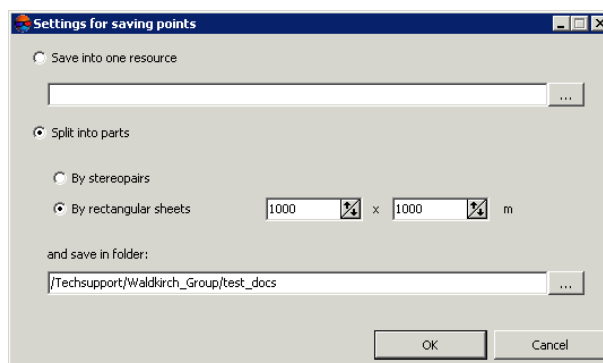 Settings for saving points
Save into one resource
...
Split into parts
By stereopairs
By rectangular sheets 1000 x 1000 m
and save in folder:
/Techsupport/Waldkirch_Group/test_docs ...
OK Cancel